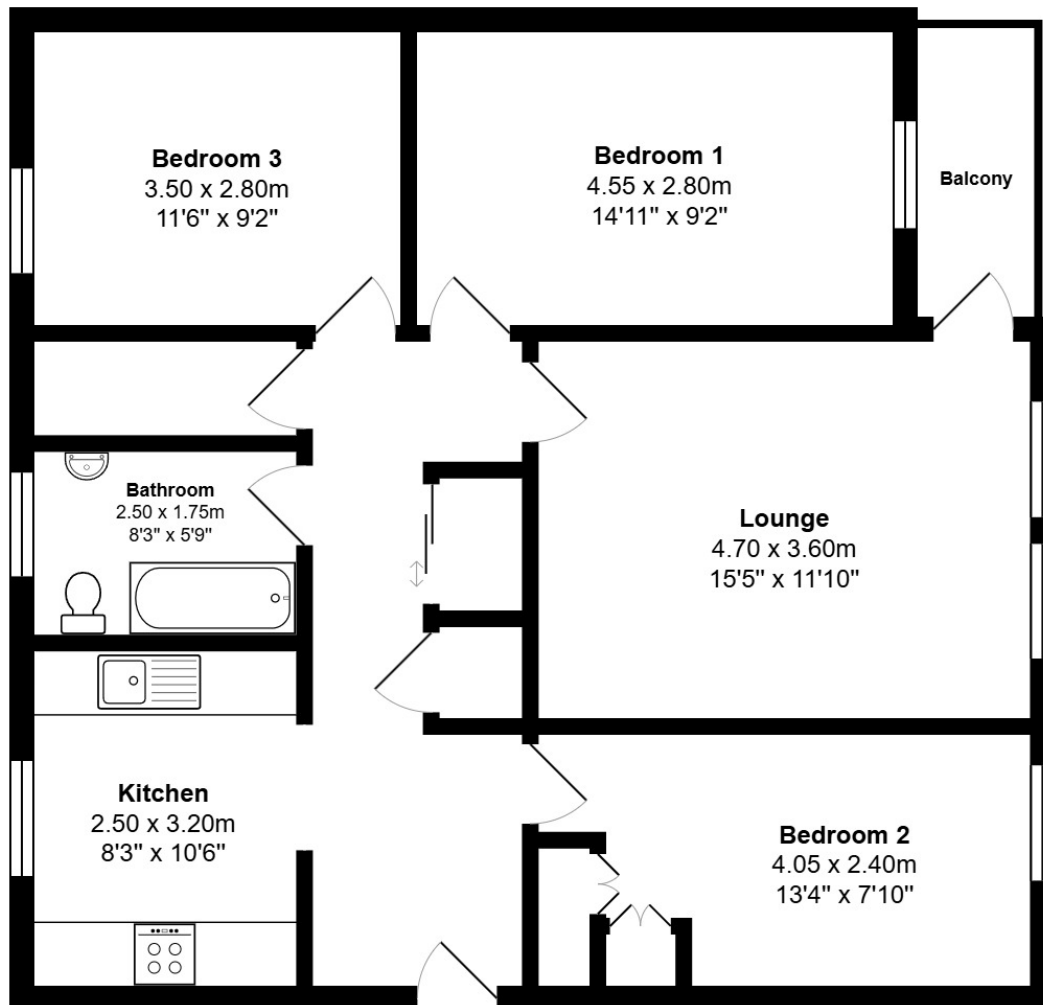 Bedroom 3
3.50 x 2.80m
11'6" x 9'2"
Bedroom 1
4.55 x 2.80m
14'11" x 9'2"
Balcony
Bathroom
2.50 x 1.75m
8'3" x 5'9"
Lounge
4.70 x 3.60m
15'5" x 11'10"
Kitchen
2.50 x 3.20m
8'3" x 10'6"
Bedroom 2
4.05 x 2.40m
13'4" x 7'10"